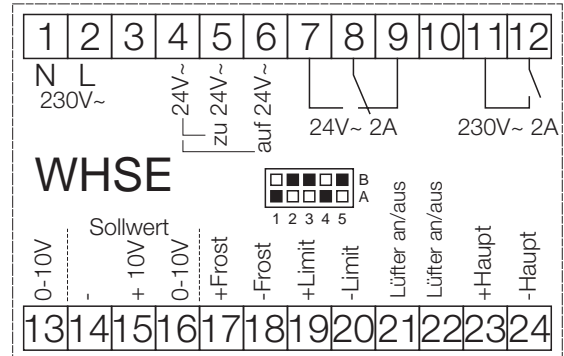 1 2 3 4 5 6 7 8 9 10 11 12
N L
230V~
24V~
zu 24V~
auf 24V~
24V~ 2A
230V~ 2A
WHSE
B
A
1 2 3 4 5
Sollwert
0-10V
-
+ 10V
0-10V
+Frost
-Frost
+Limit
-Limit
Lüfter an/aus
Lüfter an/aus
+Haupt
-Haupt
13 14 15 16 17 18 19 20 21 22 23 24